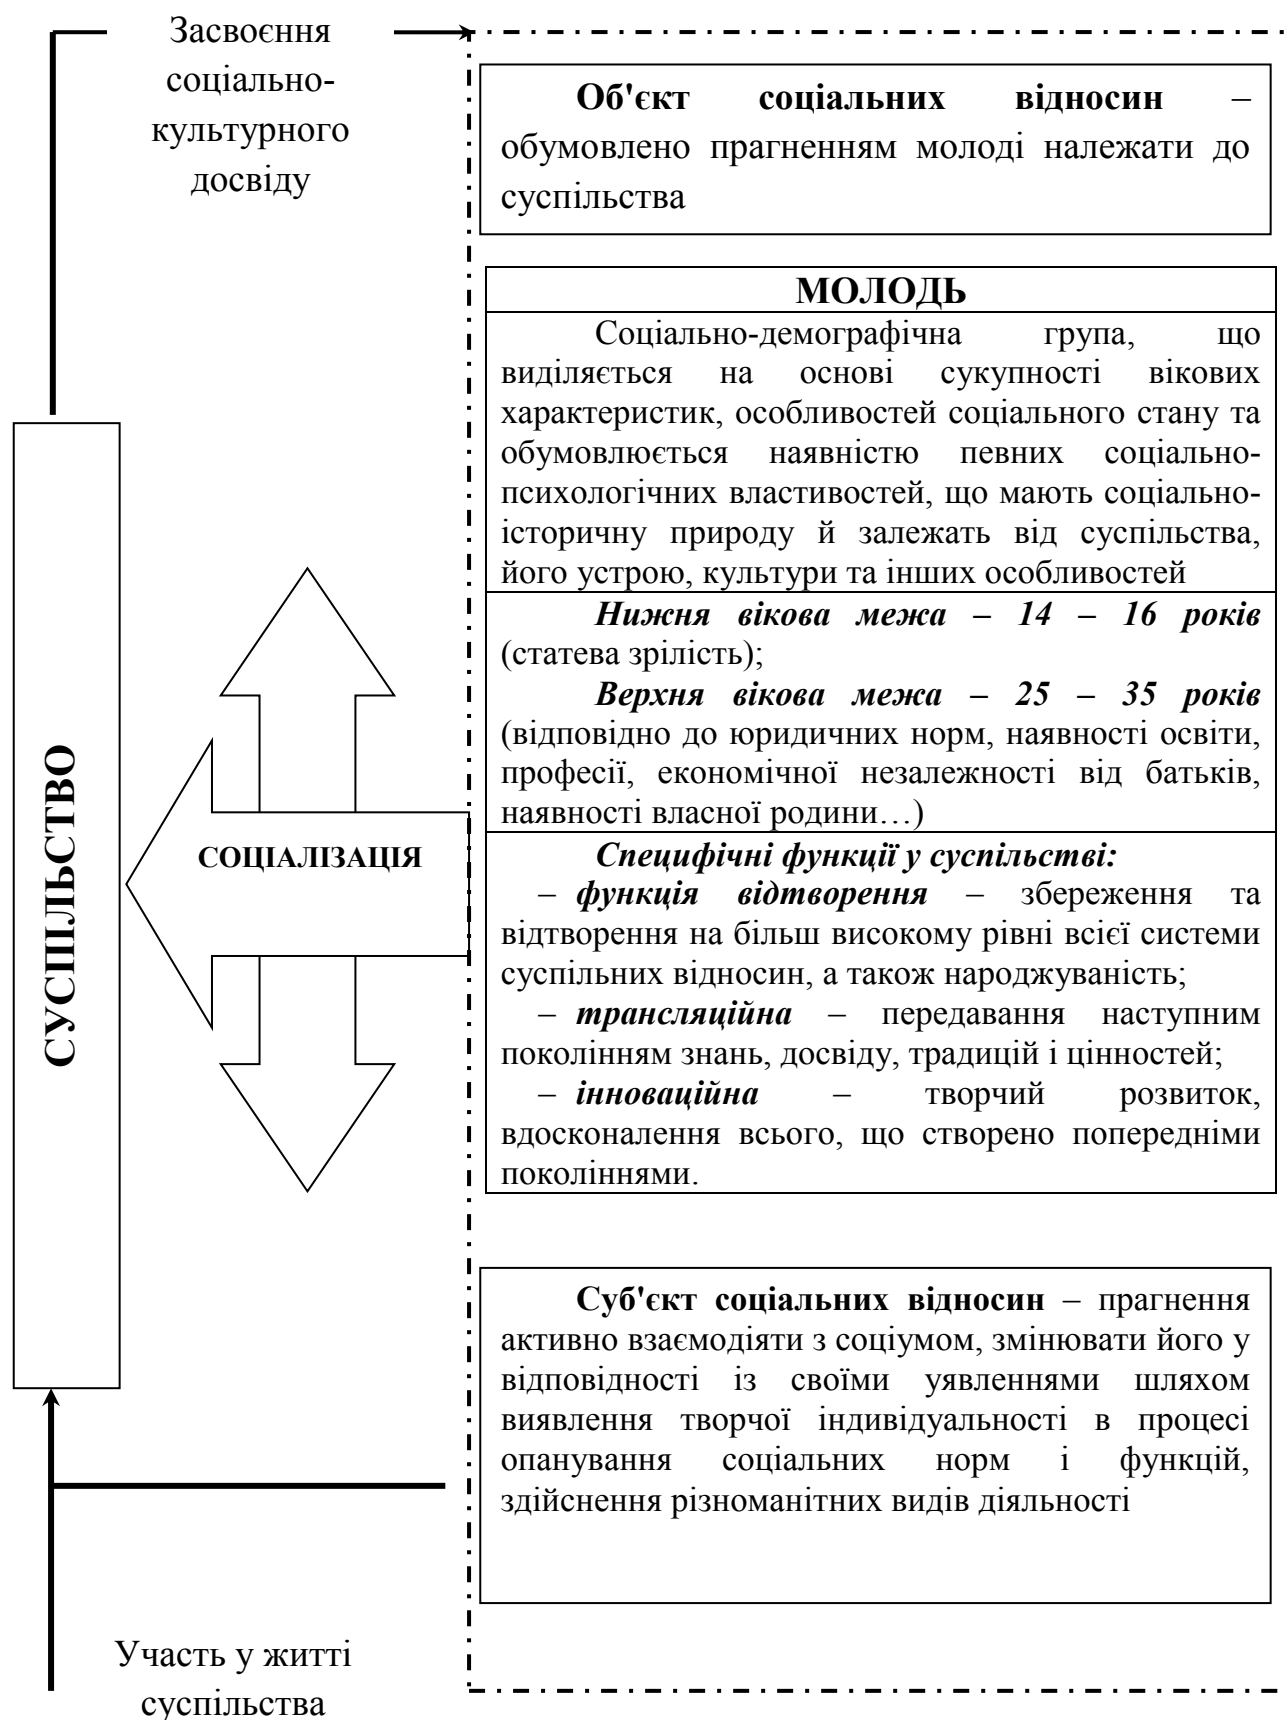 Засвоєння
соціально-
культурного
досвіду
Об'єкт соціальних відносин –
обумовлено прагненням молоді належати до
суспільства
МОЛОДЬ
Соціально-демографічна група, що
виділяється на основі сукупності вікових
характеристик, особливостей соціального стану та
обумовлюється наявністю певних соціально-
психологічних властивостей, що мають соціально-
історичну природу й залежать від суспільства,
його устрою, культури та інших особливостей
Нижня вікова межа – 14 – 16 років
(статева зрілість);
Верхня вікова межа – 25 – 35 років
(відповідно до юридичних норм, наявності освіти,
професії, економічної незалежності від батьків,
наявності власної родини…)
Специфічні функції у суспільстві:
– функція відтворення – збереження та
відтворення на більш високому рівні всієї системи
суспільних відносин, а також народжуваність;
– трансляційна – передавання наступним
поколінням знань, досвіду, традицій і цінностей;
– інноваційна – творчий розвиток,
вдосконалення всього, що створено попередніми
поколіннями.
СУСПІЛЬСТВО
СОЦІАЛІЗАЦІЯ
Суб'єкт соціальних відносин – прагнення
активно взаємодіяти з соціумом, змінювати його у
відповідності із своїми уявленнями шляхом
виявлення творчої індивідуальності в процесі
опанування соціальних норм і функцій,
здійснення різноманітних видів діяльності
Участь у житті
суспільства